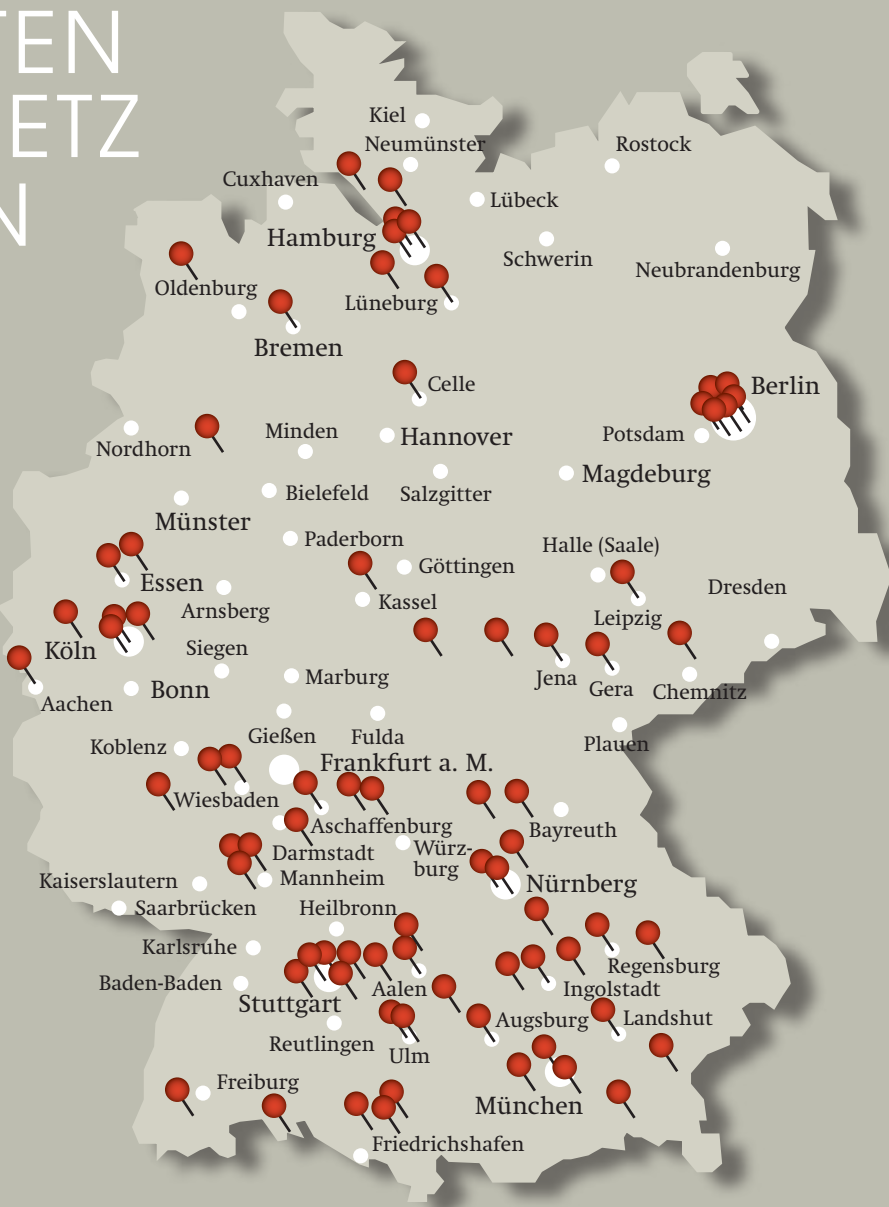 TEN
ETZ
N
Kiel
Neumünster
Rostock
Cuxhaven
Lübeck
Hamburg
Schwerin
Neubrandenburg
Oldenburg
Lüneburg
Bremen
Celle
Berlin
Nordhorn
Minden
Hannover
Potsdam
Magdeburg
Bielefeld
Salzgitter
Münster
Paderborn
Göttingen
Halle (Saale)
Essen
Arnsberg
Kassel
Leipzig
Dresden
Köln
Siegen
Aachen
Bonn
Marburg
Jena
Gera
Chemnitz
Koblenz
Gießen
Fulda
Plauen
Frankfurt a. M.
Wiesbaden
Aschaffenburg
Bayreuth
Darmstadt
Würz-
burg
Kaiserslautern
Mannheim
Nürnberg
Saarbrücken
Heilbronn
Karlsruhe
Regensburg
Baden-Baden
Stuttgart
Aalen
Ingolstadt
Reutlingen
Ulm
Augsburg
Landshut
Freiburg
München
Friedrichshafen